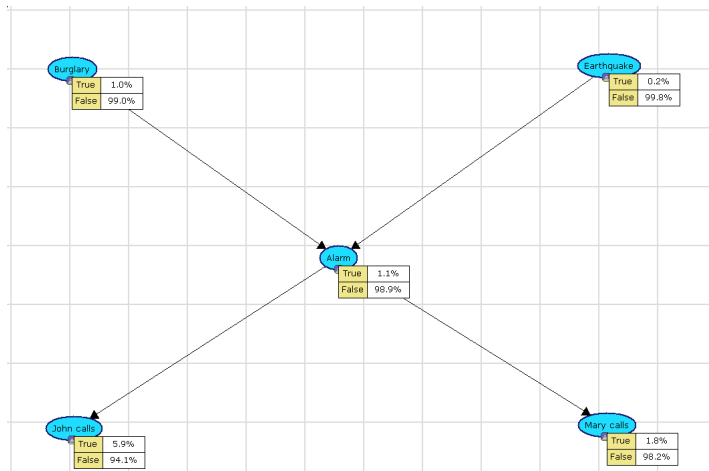 Burglary
True 1.0%
False 99.0%
Earthquake
True 0.2%
False 99.8%
Alarm
True 1.1%
False 98.9%
John calls
True 5.9%
False 94.1%
Mary calls
True 1.8%
False 98.2%